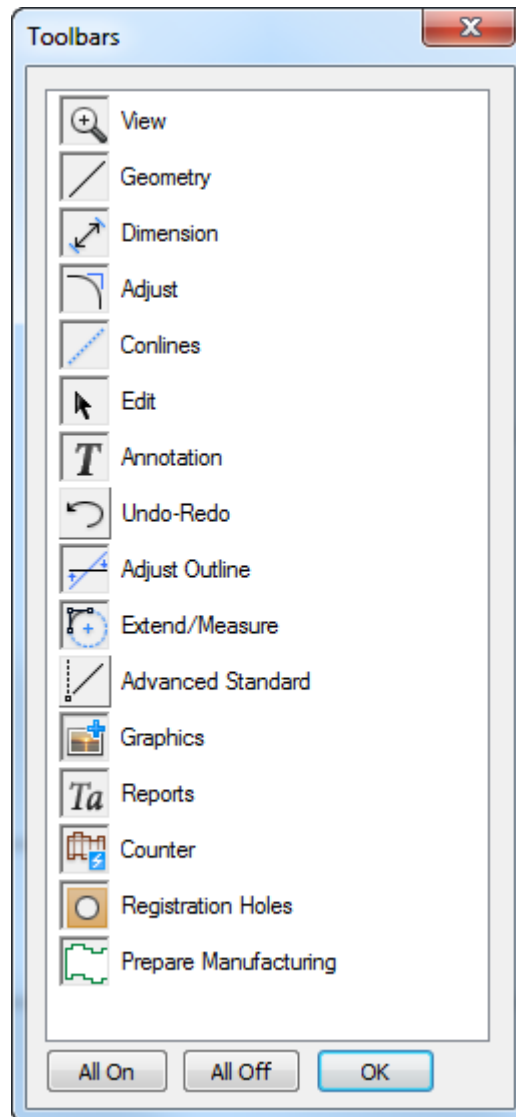 Toolbars
View
Geometry
Dimension
Adjust
Conlines
Edit
T Annotation
Undo-Redo
Adjust Outline
Extend/Measure
Advanced Standard
Graphics
Ta Reports
Counter
Registration Holes
Prepare Manufacturing
All On All Off OK